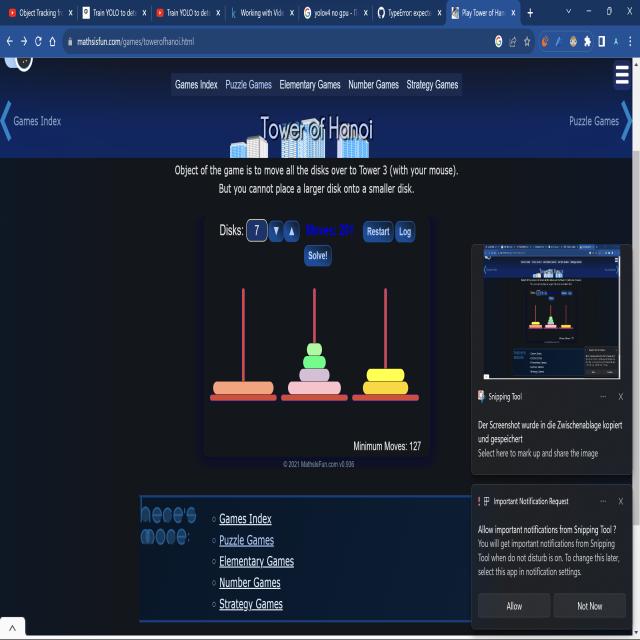 Object Tracking fr
Train YOLO to dete
Train YOLO to dete
Working with Vide
yolov4 no gpu - It
TypeError: expecte
Play Tower of Han
mathsisfun.com/games/towerofhanoi.html
Games Index Puzzle Games Elementary Games Number Games Strategy Games
Games Index
Tower of Hanoi
Puzzle Games
Object of the game is to move all the disks over to Tower 3 (with your mouse).
But you cannot place a larger disk onto a smaller disk.
Disks: 7 ▼ ▲
Restart Log
Solve!
Minimum Moves: 127
© 2021 MathsIsFun.com v0.936
Games Index
Puzzle Games
Elementary Games
Number Games
Strategy Games
Snipping Tool
Der Screenshot wurde in die Zwischenablage kopiert
und gespeichert
Select here to mark up and share the image
Important Notification Request
Allow important notifications from Snipping Tool ?
You will get important notifications from Snipping
Tool when do not disturb is on. To change this later,
select this app in notification settings.
Allow Not Now